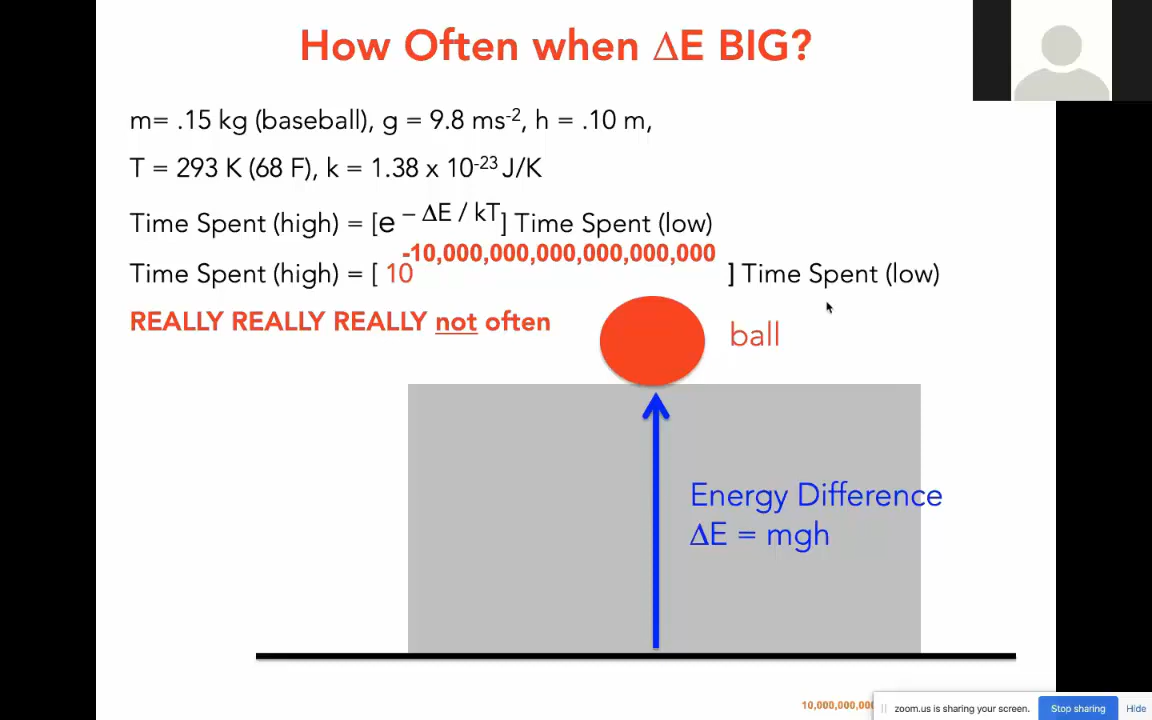 How Often when ΔE BIG?
m= .15 kg (baseball), g = 9.8 ms-2, h = .10 m,
T = 293 K (68 F), k = 1.38 x 10-23 J/K
Time Spent (high) = [e – ΔE / kT] Time Spent (low)
Time Spent (high) = [ 10 -10,000,000,000,000,000,000 ] Time Spent (low)
REALLY REALLY REALLY not often
ball
Energy Difference
ΔE = mgh
10,000,000,000
zoom.us is sharing your screen.
Stop sharing
Hide